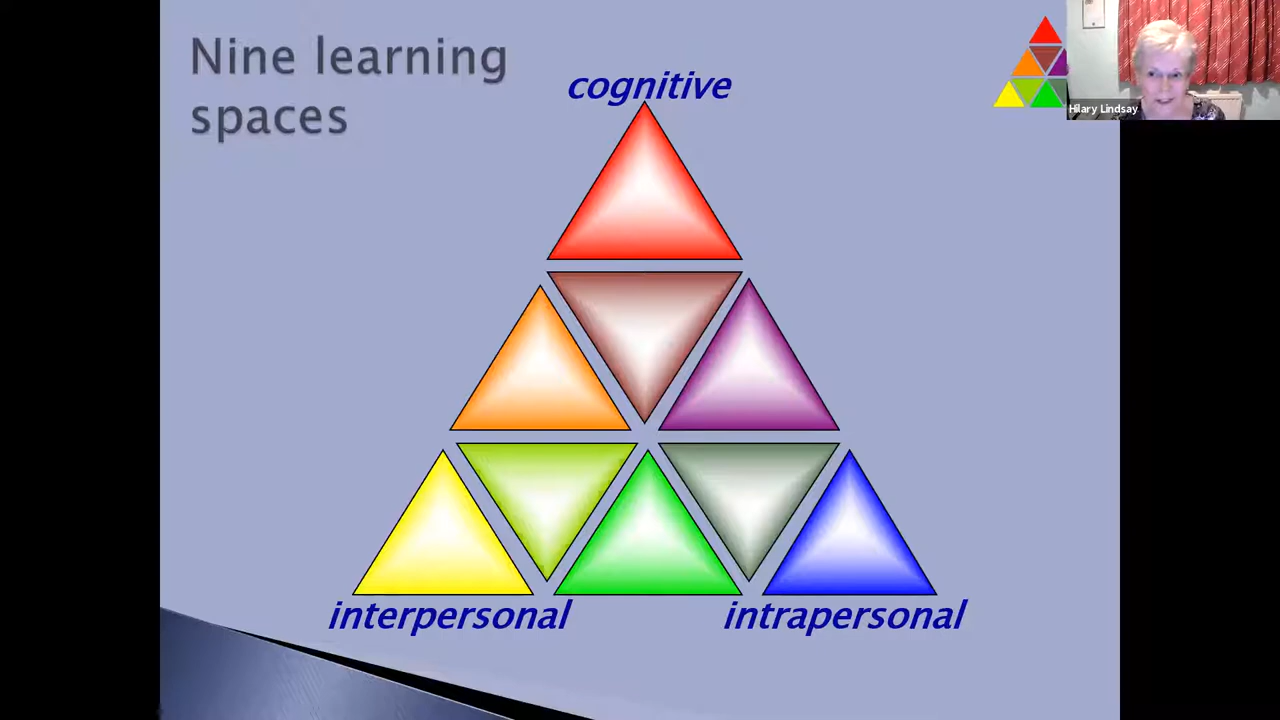 Nine learning
spaces
cognitive
Hilary Lindsay
interpersonal
intrapersonal